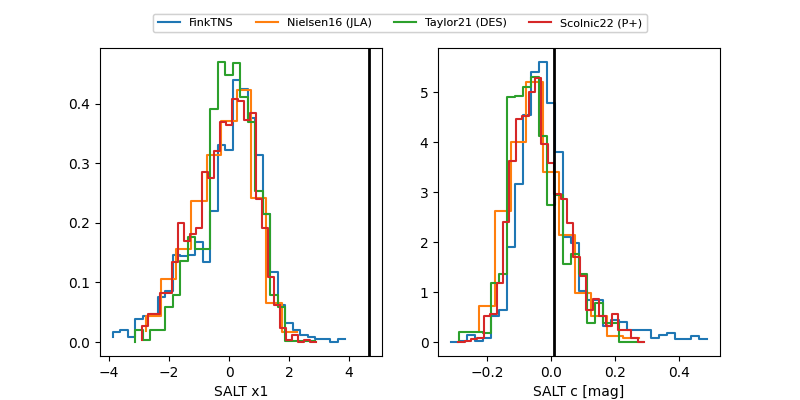 FinkTNS Nielsen16 (JLA) Taylor21 (DES) Scolnic22 (P+)
0.4
0.3
0.2
0.1
0.0
−4 −2 0 2 4
SALT x1
5
4
3
2
1
0
−0.2 0.0 0.2 0.4
SALT c [mag]